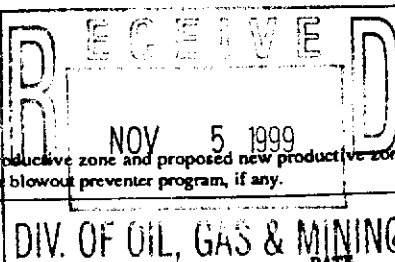 RECEIVED
NOV 5 1999
oductive zone and proposed new productive zon
blowout preventer program, if any.
DIV. OF OIL, GAS & MINING
DATE